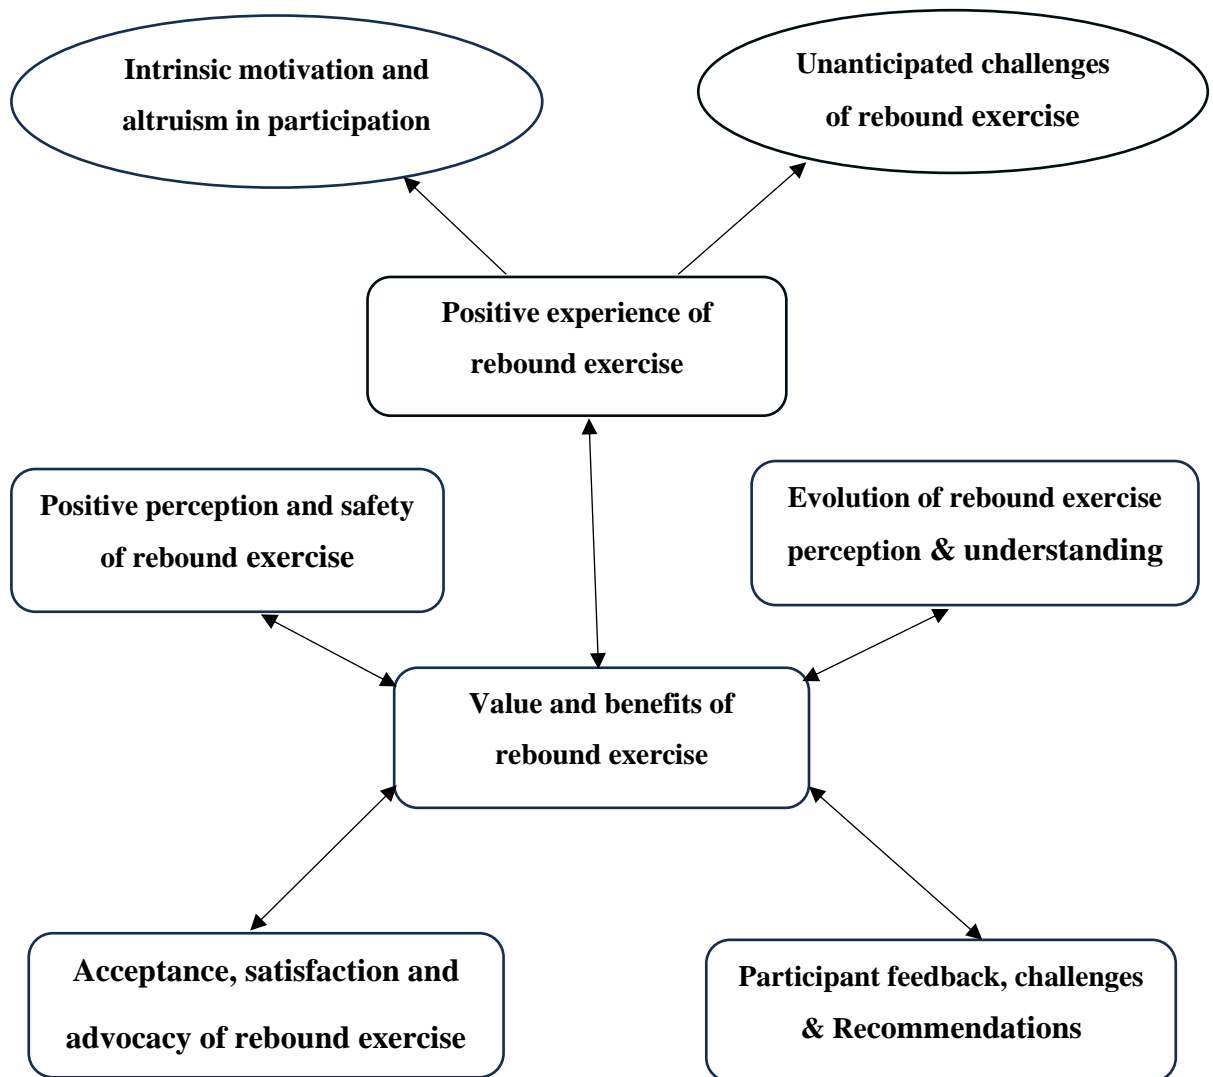 Intrinsic motivation and
altruism in participation
Unanticipated challenges
of rebound exercise
Positive experience of
rebound exercise
Positive perception and safety
of rebound exercise
Evolution of rebound exercise
perception & understanding
Value and benefits of
rebound exercise
Acceptance, satisfaction and
advocacy of rebound exercise
Participant feedback, challenges
& Recommendations